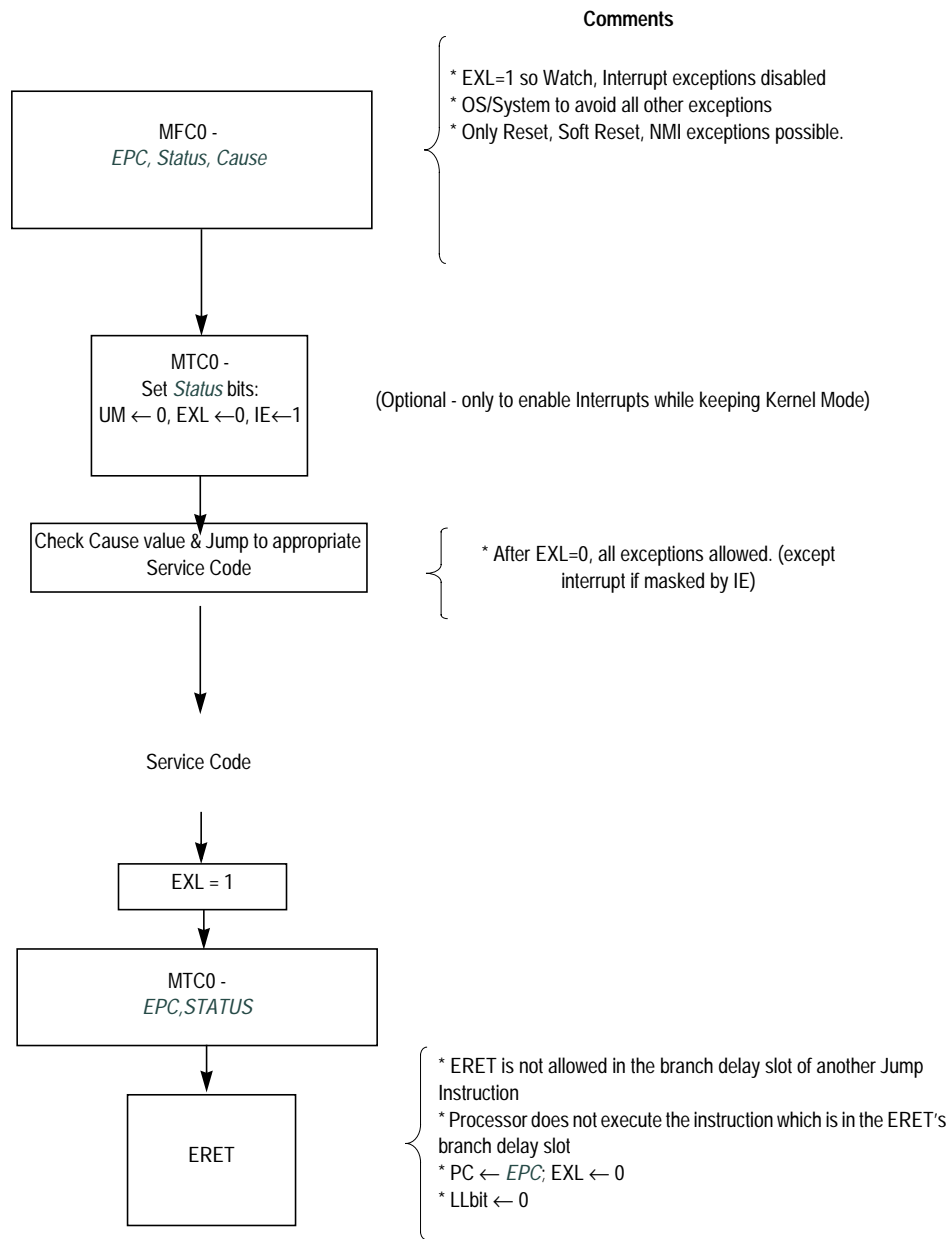 Comments
* EXL=1 so Watch, Interrupt exceptions disabled
* OS/System to avoid all other exceptions
* Only Reset, Soft Reset, NMI exceptions possible.
MFC0 -
EPC, Status, Cause
MTC0 -
Set Status bits:
UM ← 0, EXL ←0, IE←1
(Optional - only to enable Interrupts while keeping Kernel Mode)
Check Cause value & Jump to appropriate
Service Code
* After EXL=0, all exceptions allowed. (except
interrupt if masked by IE)
Service Code
EXL = 1
MTC0 -
EPC,STATUS
ERET
* ERET is not allowed in the branch delay slot of another Jump
Instruction
* Processor does not execute the instruction which is in the ERET's
branch delay slot
* PC ← EPC; EXL ← 0
* LLbit ← 0